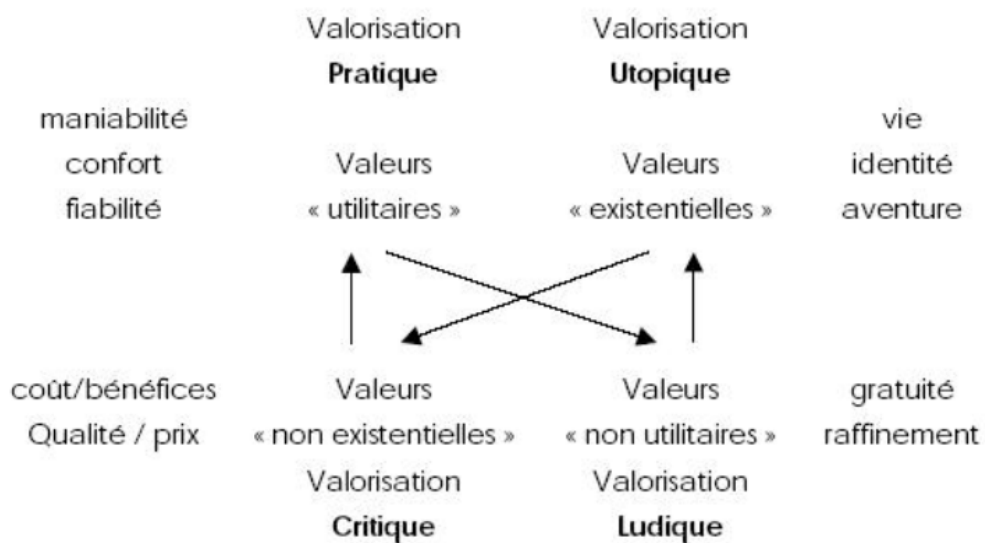 Valorisation Valorisation
Pratique Utopique
maniabilité vie
confort Valeurs Valeurs identité
fiabilité « utilitaires » « existentielles » aventure
coût/bénéfices Valeurs Valeurs gratuité
Qualité / prix « non existentielles » « non utilitaires » raffinement
Valorisation Valorisation
Critique Ludique